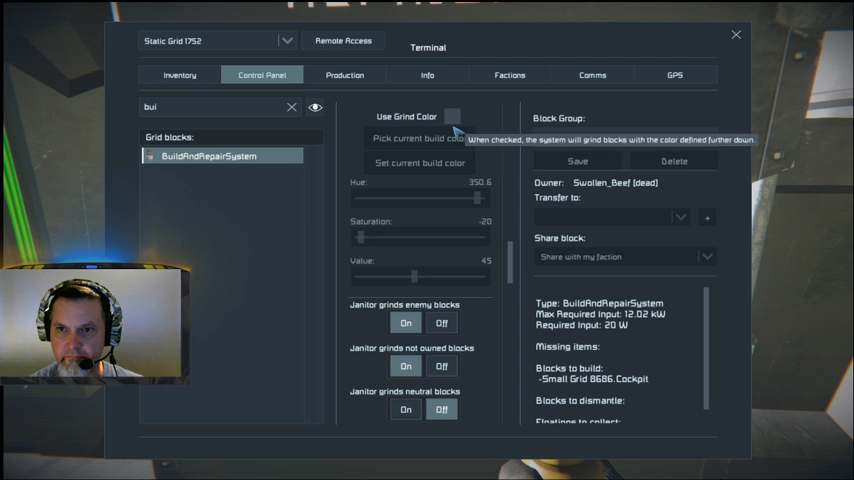 Static Grid 1752
Remote Access
Terminal
Inventory
Control Panel
Production
Info
Factions
Comms
GPS
bui
Grid blocks:
BuildAndRepairSystem
Use Grind Color
Pick current build colo
When checked, the system will grind blocks with the color defined further down.
Set current build color
Hue: 350.6
Saturation: -20
Value: 45
Janitor grinds enemy blocks
On Off
Janitor grinds not owned blocks
On Off
Janitor grinds neutral blocks
On Off
Block Group:
Save Delete
Owner: Swollen_Beef [dead]
Transfer to:
+
Share block:
Share with my faction
Type: BuildAndRepairSystem
Max Required Input: 12.02 kW
Required Input: 20 W
Missing items:
Blocks to build:
-Small Grid 8686.Cockpit
Blocks to dismantle:
Floatings to collect: